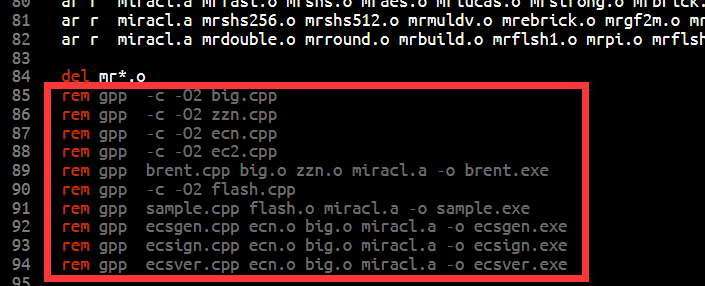 80 ar r miracl.a mrfast.o mrshs.o mraes.o mrlucas.o mrstrong.o mrbrick.
81 ar r miracl.a mrshs256.o mrshs512.o mrmuldv.o mrebrick.o mrgf2m.o
82 ar r miracl.a mrdouble.o mrround.o mrbuild.o mrflsh1.o mrpi.o mrflsh
83
84 del mr*.o
85 rem gpp -c -O2 big.cpp
86 rem gpp -c -O2 zzn.cpp
87 rem gpp -c -O2 ecn.cpp
88 rem gpp -c -O2 ec2.cpp
89 rem gpp brent.cpp big.o zzn.o miracl.a -o brent.exe
90 rem gpp -c -O2 flash.cpp
91 rem gpp sample.cpp flash.o miracl.a -o sample.exe
92 rem gpp ecsgen.cpp ecn.o big.o miracl.a -o ecsgen.exe
93 rem gpp ecsign.cpp ecn.o big.o miracl.a -o ecsign.exe
94 rem gpp ecsver.cpp ecn.o big.o miracl.a -o ecsver.exe
95